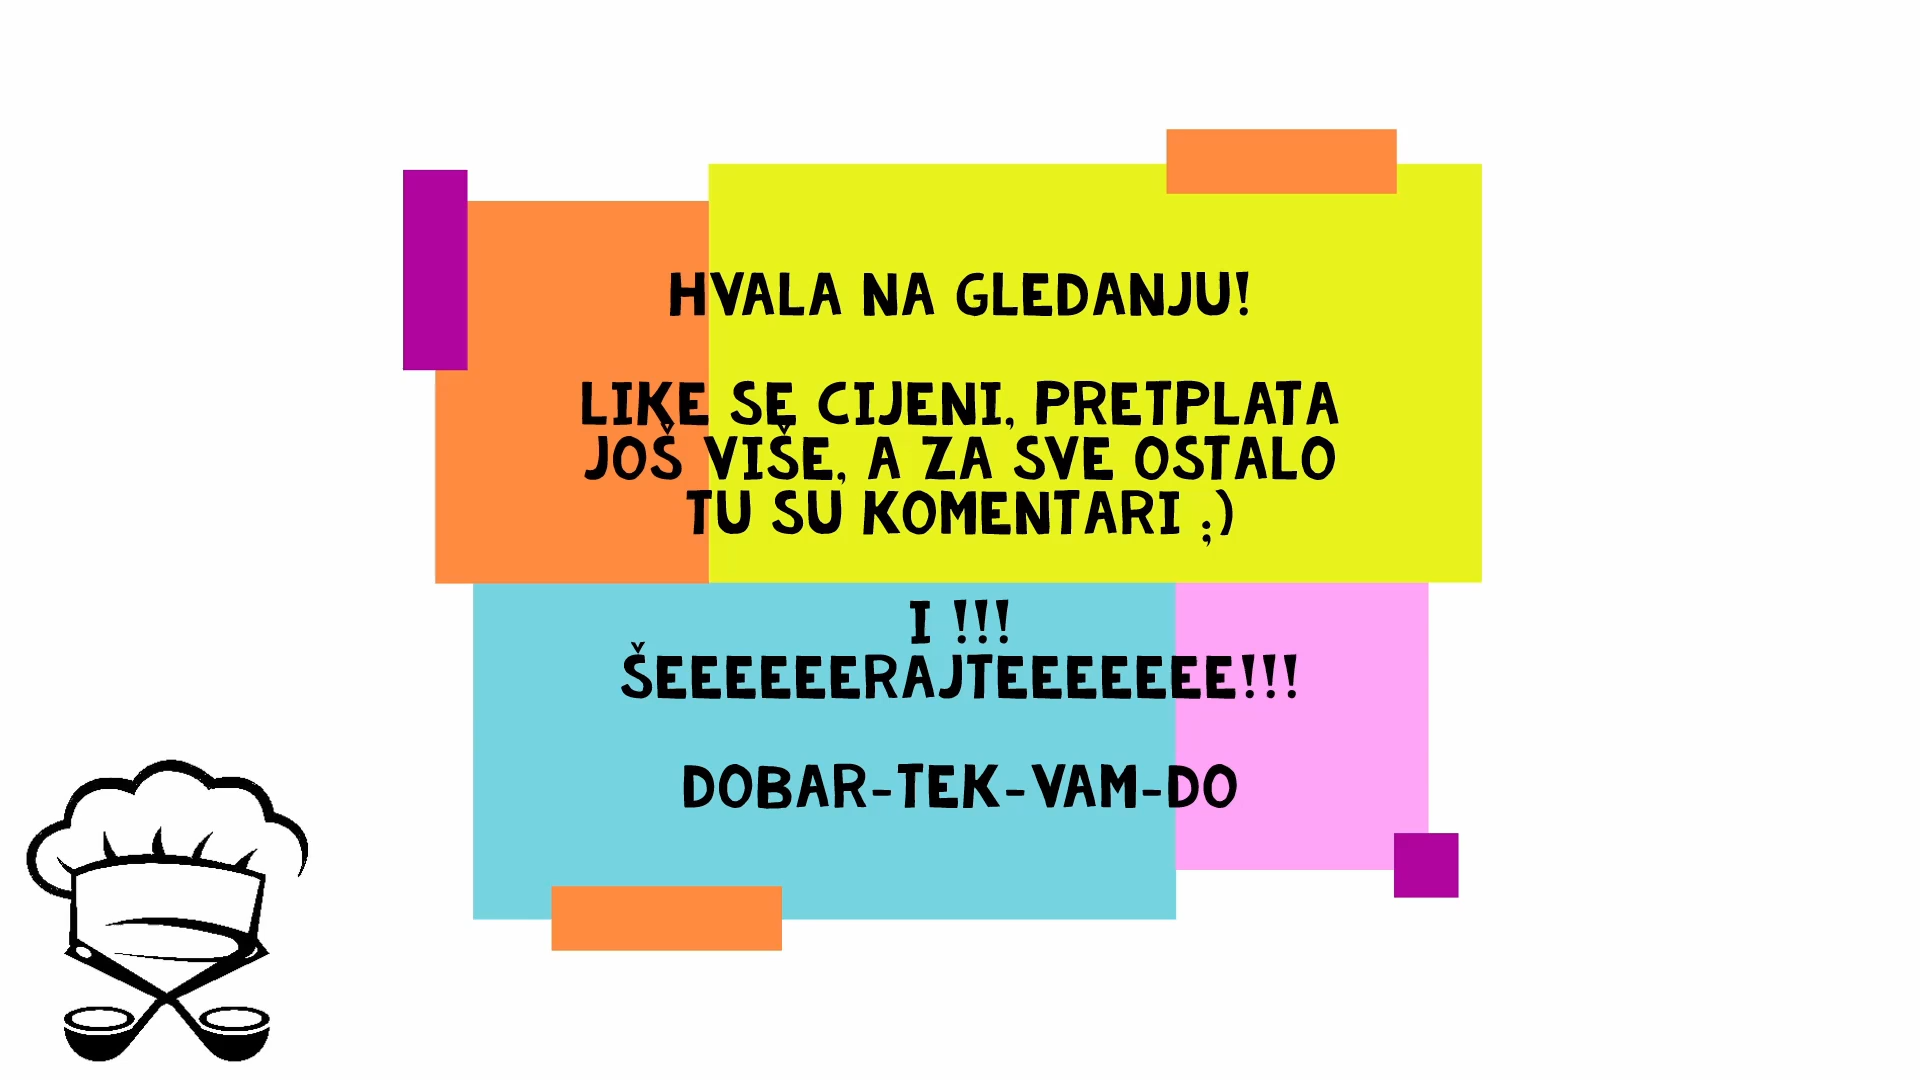 HVALA NA GLEDANJU!
LIKE SE CIJENI, PRETPLATA
JOŠ VIŠE, A ZA SVE OSTALO
TU SU KOMENTARI ;)
I !!!
ŠEEEEEERAJTEEEEEEE!!!
DOBAR-TEK-VAM-DO